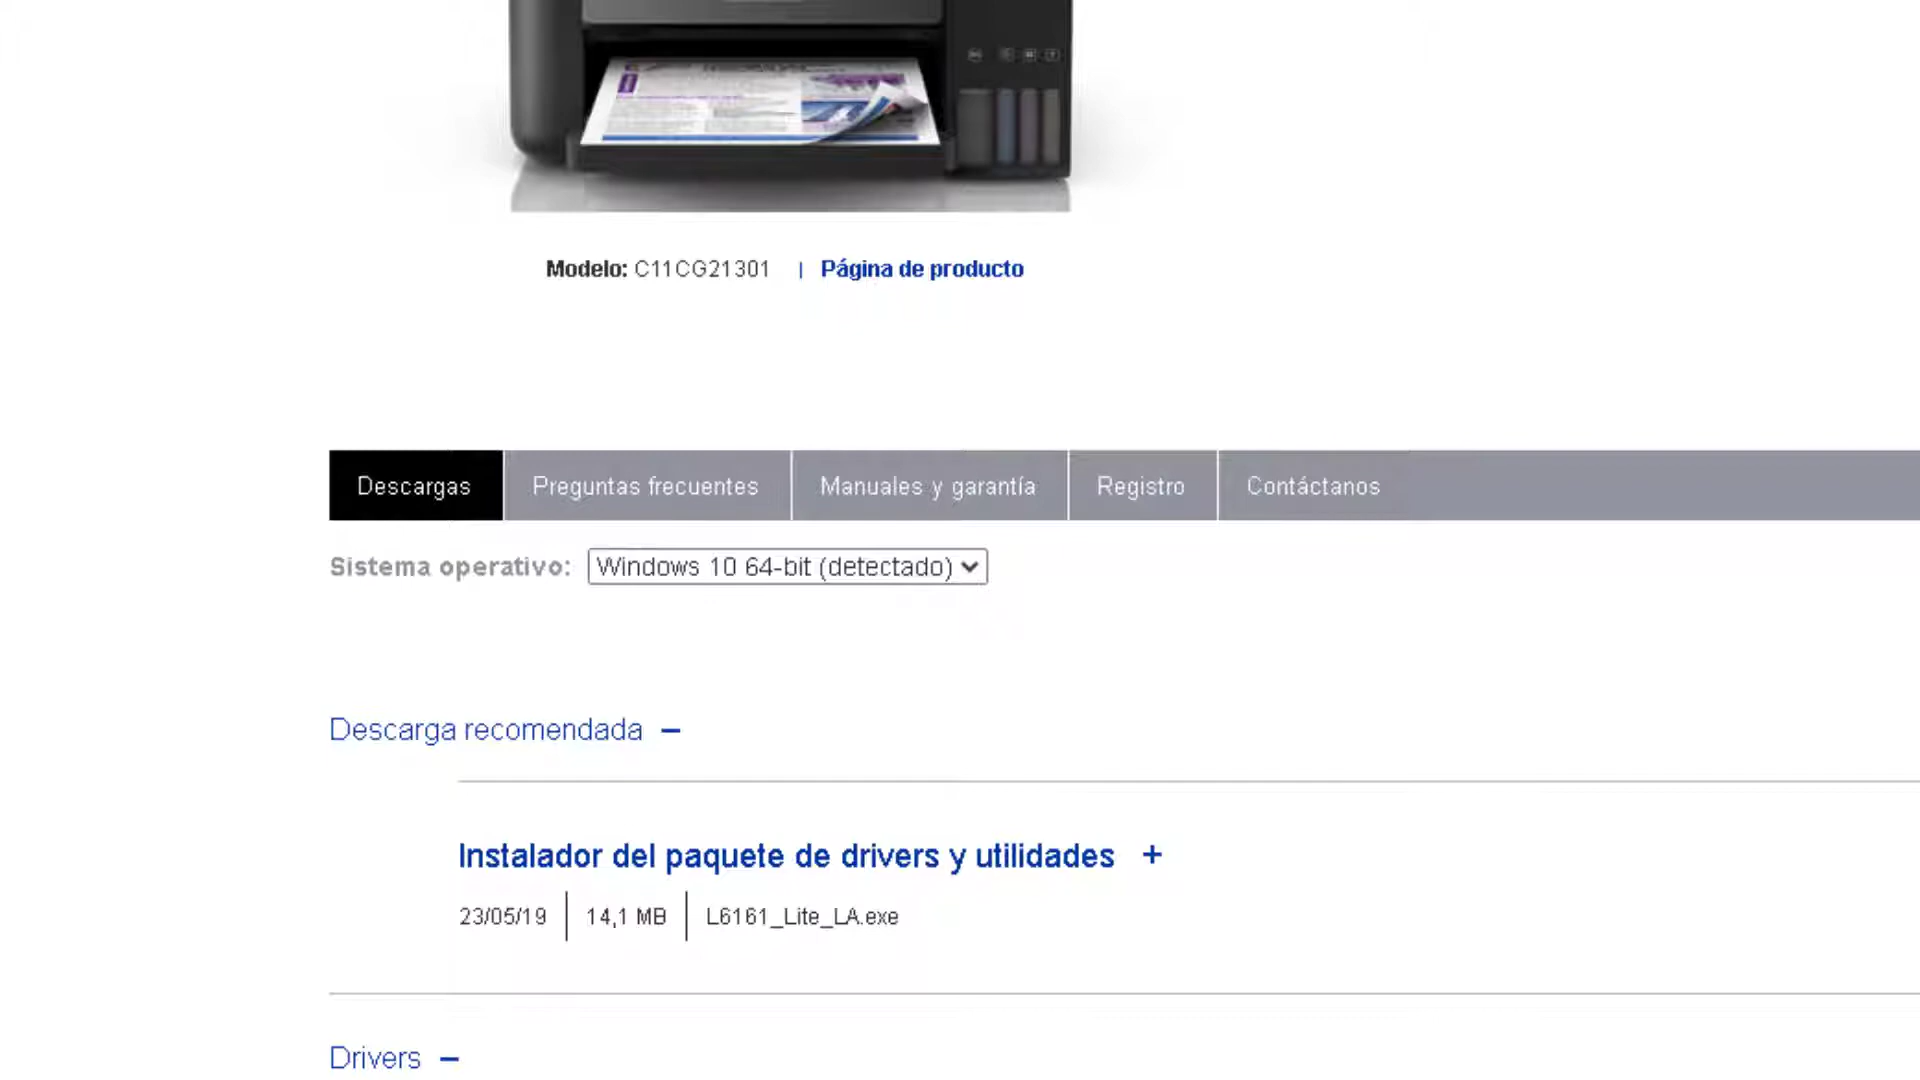 Modelo: C11CG21301 | Página de producto
Descargas Preguntas frecuentes Manuales y garantía Registro Contáctanos
Sistema operativo: Windows 10 64-bit (detectado)
Descarga recomendada −
Instalador del paquete de drivers y utilidades +
23/05/19 | 14,1 MB | L6161_Lite_LA.exe
Drivers −